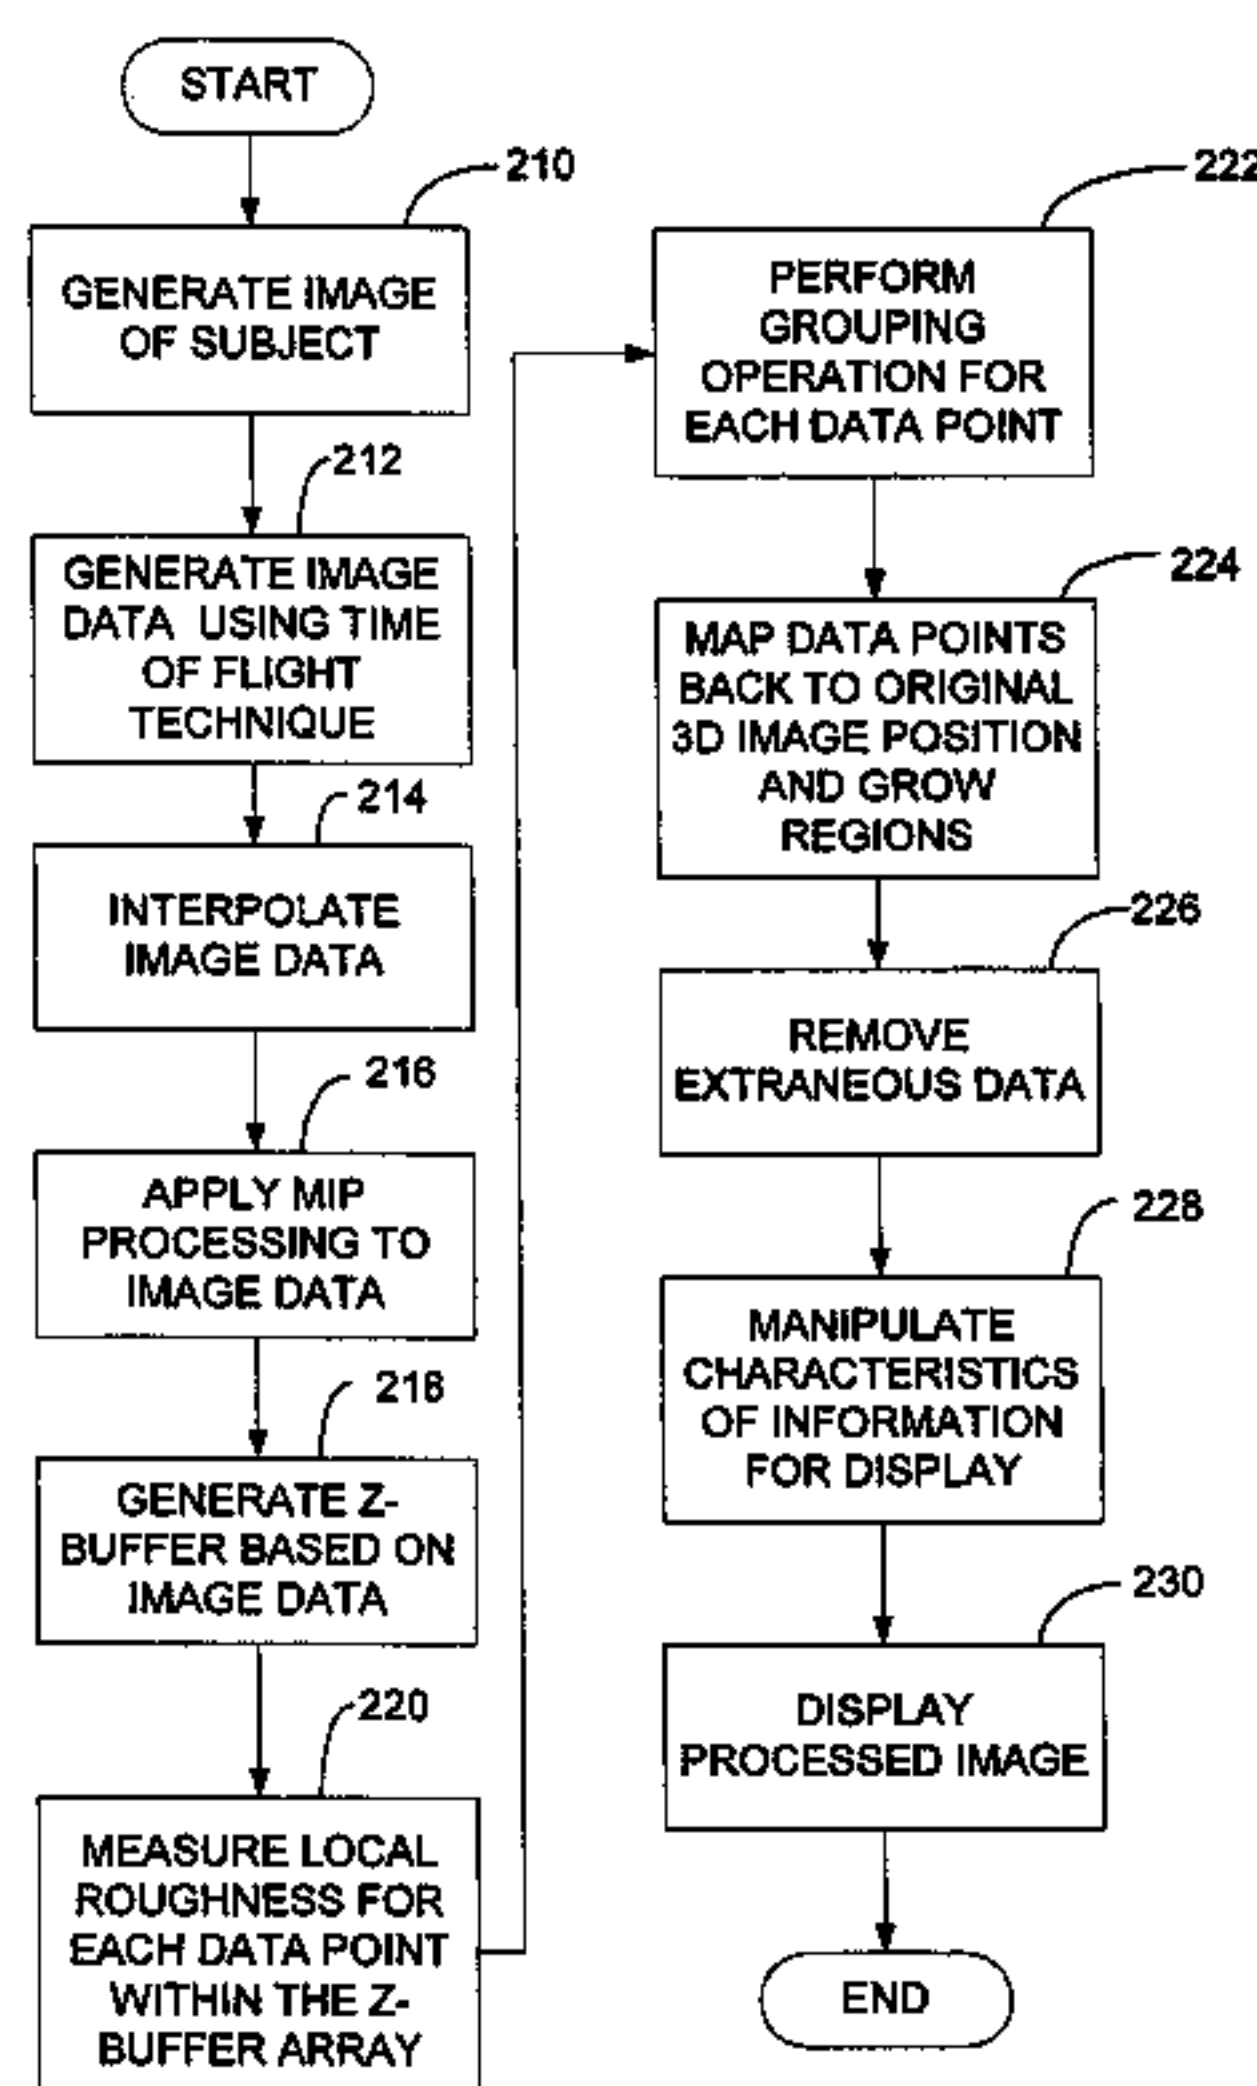 START
210
GENERATE IMAGE
OF SUBJECT
212
GENERATE IMAGE
DATA USING TIME
OF FLIGHT
TECHNIQUE
214
INTERPOLATE
IMAGE DATA
216
APPLY MIP
PROCESSING TO
IMAGE DATA
218
GENERATE Z-
BUFFER BASED ON
IMAGE DATA
220
MEASURE LOCAL
ROUGHNESS FOR
EACH DATA POINT
WITHIN THE Z-
BUFFER ARRAY
222
PERFORM
GROUPING
OPERATION FOR
EACH DATA POINT
224
MAP DATA POINTS
BACK TO ORIGINAL
3D IMAGE POSITION
AND GROW
REGIONS
226
REMOVE
EXTRANEOUS DATA
228
MANIPULATE
CHARACTERISTICS
OF INFORMATION
FOR DISPLAY
230
DISPLAY
PROCESSED IMAGE
END